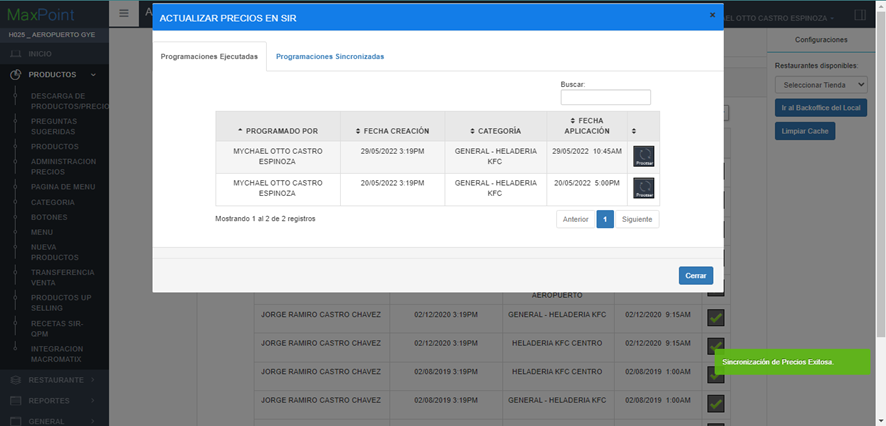 MaxPoint
A
ACTUALIZAR PRECIOS EN SIR
×
EL OTTO CASTRO ESPINOZA
H025 _ AEROPUERTO GYE
INICIO
PRODUCTOS
DESCARGA DE
PRODUCTOS/PRECIO
PREGUNTAS
SUGERIDAS
PRODUCTOS
ADMINISTRACION
PRECIOS
PAGINA DE MENU
CATEGORIA
BOTONES
MENU
NUEVA
PRODUCTOS
TRANSFERENCIA
VENTA
PRODUCTOS UP
SELLING
RECETAS SIR-
QPM
INTEGRACION
MACROMATIX
RESTAURANTE
REPORTES
GENERAL
Programaciones Ejecutadas
Programaciones Sincronizadas
Buscar:
PROGRAMADO POR
FECHA CREACIÓN
CATEGORÍA
FECHA
APLICACIÓN
MYCHAEL OTTO CASTRO
ESPINOZA
29/05/2022 3:19PM
GENERAL - HELADERIA
KFC
29/05/2022 10:45AM
Procesar
MYCHAEL OTTO CASTRO
ESPINOZA
20/05/2022 3:19PM
GENERAL - HELADERIA
KFC
20/05/2022 5:00PM
Procesar
Mostrando 1 al 2 de 2 registros
Anterior
1
Siguiente
Cerrar
AEROPUERTO
JORGE RAMIRO CASTRO CHAVEZ
02/12/2020 3:19PM
GENERAL - HELADERIA KFC
02/12/2020 9:15AM
JORGE RAMIRO CASTRO CHAVEZ
02/12/2020 3:19PM
HELADERIA KFC CENTRO
02/12/2020 9:15AM
JORGE RAMIRO CASTRO CHAVEZ
02/08/2019 3:19PM
HELADERIA KFC CENTRO
02/08/2019 1:00AM
JORGE RAMIRO CASTRO CHAVEZ
02/08/2019 3:19PM
GENERAL - HELADERIA KFC
02/08/2019 1:00AM
Configuraciones
Restaurantes disponibles:
Seleccionar Tienda
Ir al Backoffice del Local
Limpiar Cache
Sincronización de Precios Exitosa.